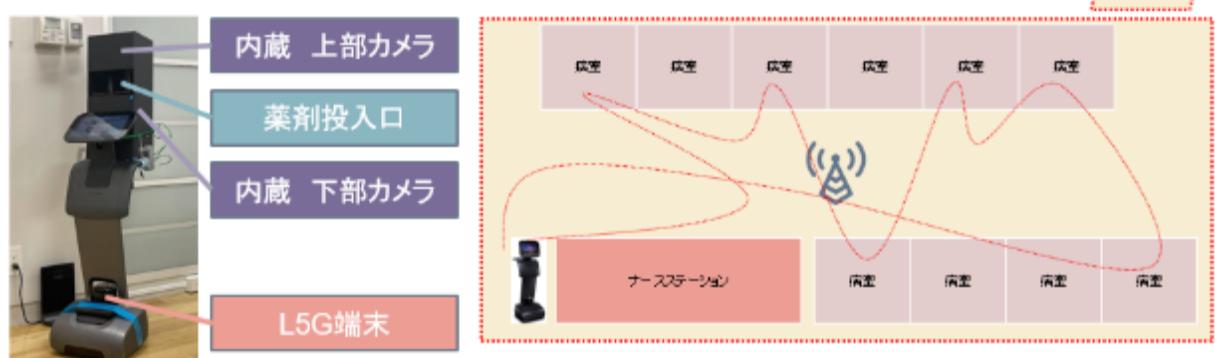 内蔵　上部カメラ
薬剤投入口
内蔵　下部カメラ
L5G端末
病室 病室 病室 病室 病室 病室
ナースステーション 病室 病室 病室 病室